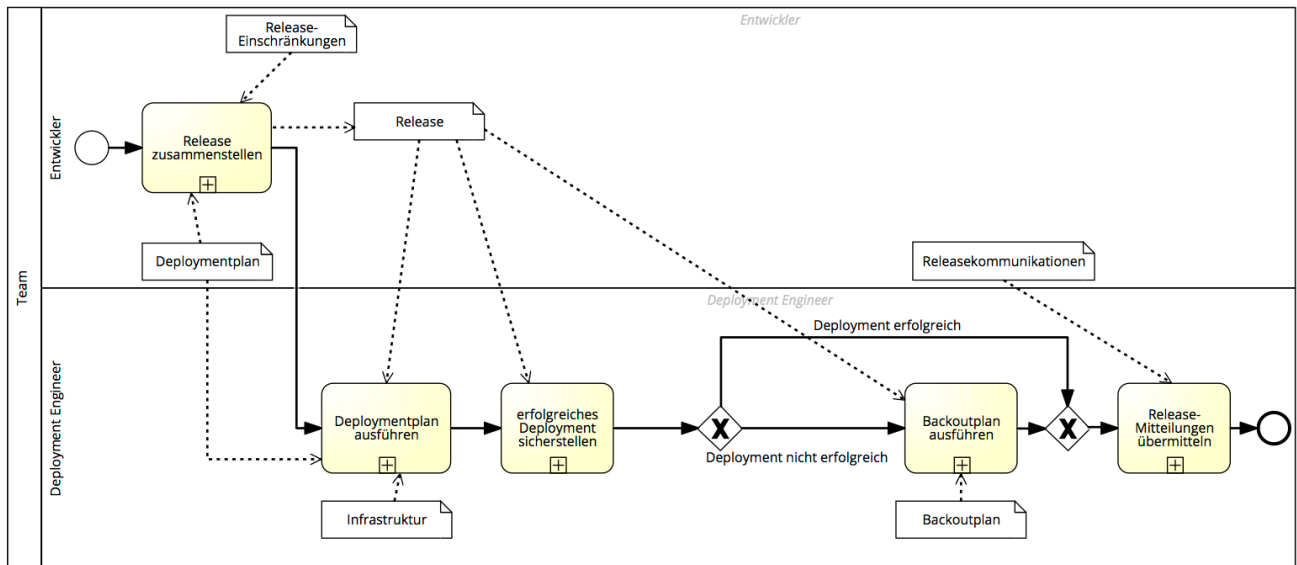 Entwickler
Release-
Einschränkungen
Release
Entwickler
Release
zusammenstellen
Deploymentplan
Releasekommunikationen
Team
Deployment Engineer
Deployment erfolgreich
Deployment Engineer
Deploymentplan
ausführen
erfolgreiches
Deployment
sicherstellen
X
Deployment nicht erfolgreich
Backoutplan
ausführen
X
Release-
Mitteilungen
übermitteln
Infrastruktur
Backoutplan